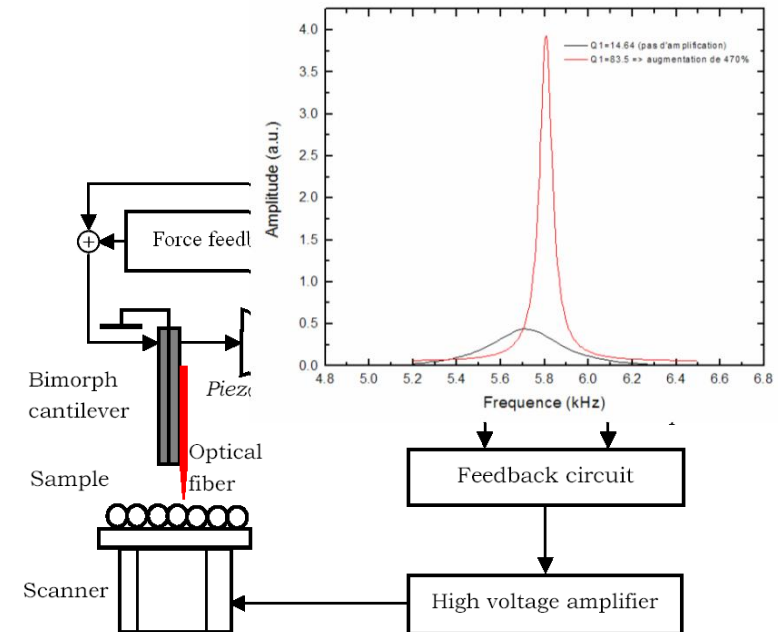 4.0
3.5
3.0
2.5
2.0
1.5
1.0
0.5
0.0
Amplitude (a.u.)
Q1=14.64 (pas d'amplification)
Q1=83.5 => augmentation de 470%
4.8 5.0 5.2 5.4 5.6 5.8 6.0 6.2 6.4 6.6 6.8
Frequence (kHz)
+
Force feedb
Bimorph
cantilever
Piezo
Optical
fiber
Sample
Feedback circuit
Scanner
High voltage amplifier